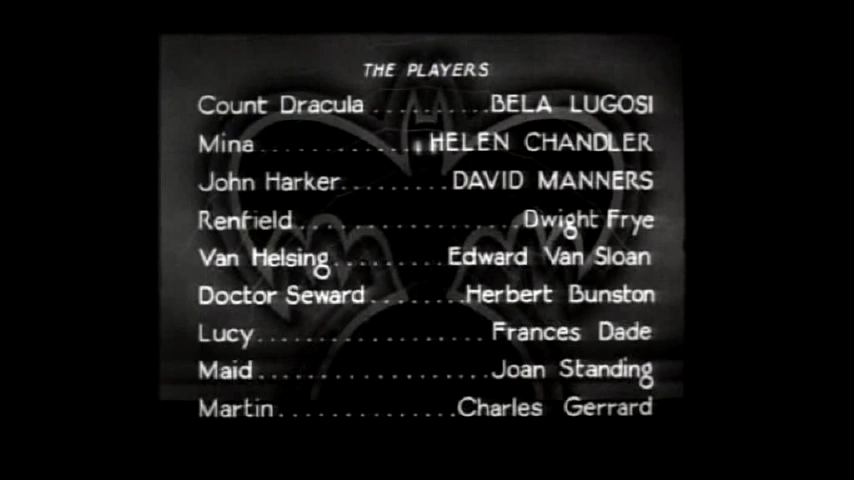 THE PLAYERS
Count Dracula ..........BELA LUGOSI
Mina.............HELEN CHANDLER
John Harker........DAVID MANNERS
Renfield.................Dwight Frye
Van Helsing.........Edward Van Sloan
Doctor Seward.......Herbert Bunston
Lucy..................Frances Dade
Maid..................Joan Standing
Martin..............Charles Gerrard